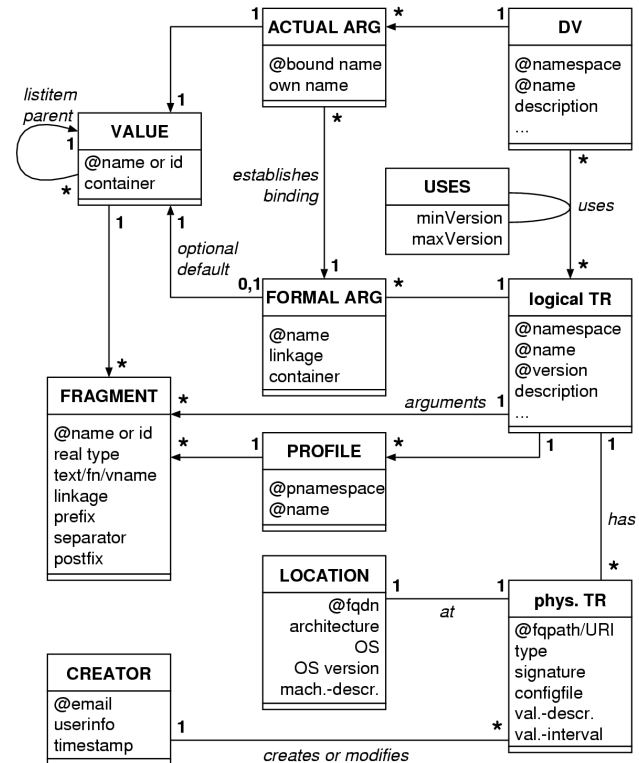 1
ACTUAL ARG
*
1
DV
@bound name
own name
@namespace
@name
description
...
listitem
parent
1
VALUE
1
*
@name or id
container
*
establishes
binding
*
USES
minVersion
maxVersion
uses
1
1
optional
default
0,1
1
FORMAL ARG
*
1
*
logical TR
@name
linkage
container
@namespace
@name
@version
description
...
*
FRAGMENT
*
arguments
1
@name or id
real type
text/fn/vname
linkage
prefix
separator
postfix
*
1
PROFILE
*
1
1
@pnamespace
@name
has
LOCATION
1
at
1
*
phys. TR
@fqdn
architecture
OS
OS version
mach.-descr.
@fqpath/URI
type
signature
configfile
val.-descr.
val.-interval
CREATOR
@email
userinfo
timestamp
1
*
creates or modifies